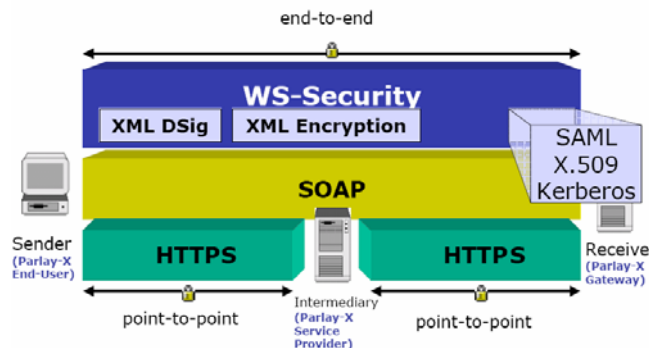 end-to-end
WS-Security
XML DSig
XML Encryption
SAML
X.509
Kerberos
SOAP
Sender
(Parlay-X
End-User)
HTTPS
HTTPS
Receive
(Parlay-X
Gateway)
Intermediary
(Parlay-X
Service
Provider)
point-to-point
point-to-point